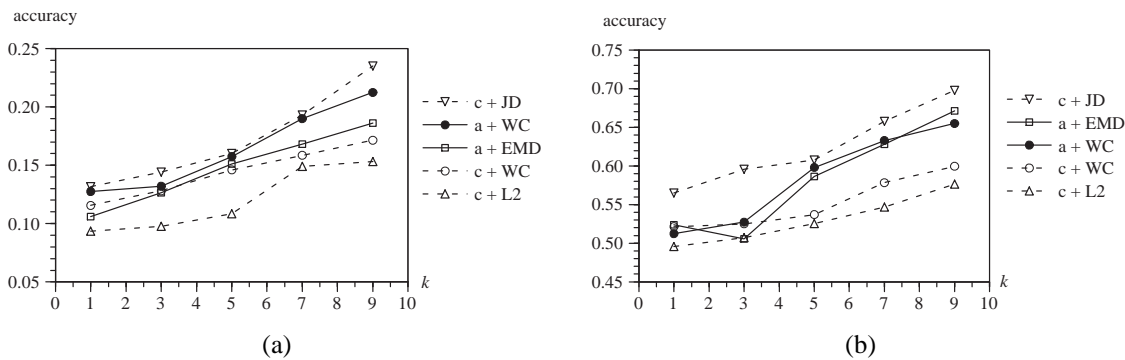 accuracy
0.25
0.20
0.15
0.10
0.05
0 1 2 3 4 5 6 7 8 9 10
k
c + JD
a + WC
a + EMD
c + WC
c + L2
(a)
accuracy
0.75
0.70
0.65
0.60
0.55
0.50
0.45
0 1 2 3 4 5 6 7 8 9 10
k
c + JD
a + EMD
a + WC
c + WC
c + L2
(b)